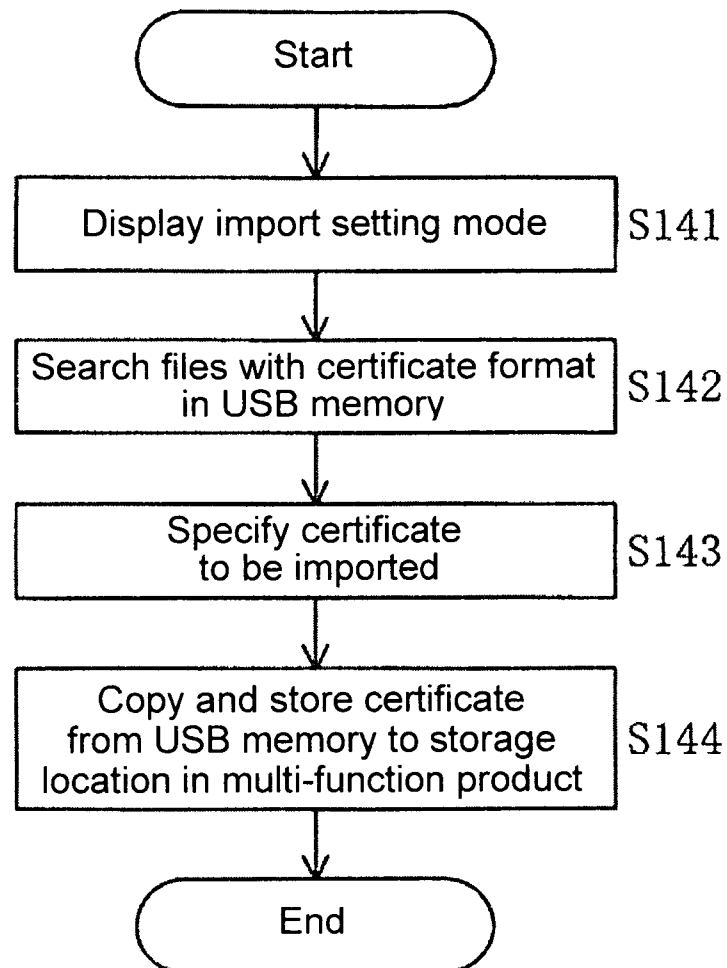 Start
Display import setting mode
S141
Search files with certificate format
in USB memory
S142
Specify certificate
to be imported
S143
Copy and store certificate
from USB memory to storage
location in multi-function product
S144
End